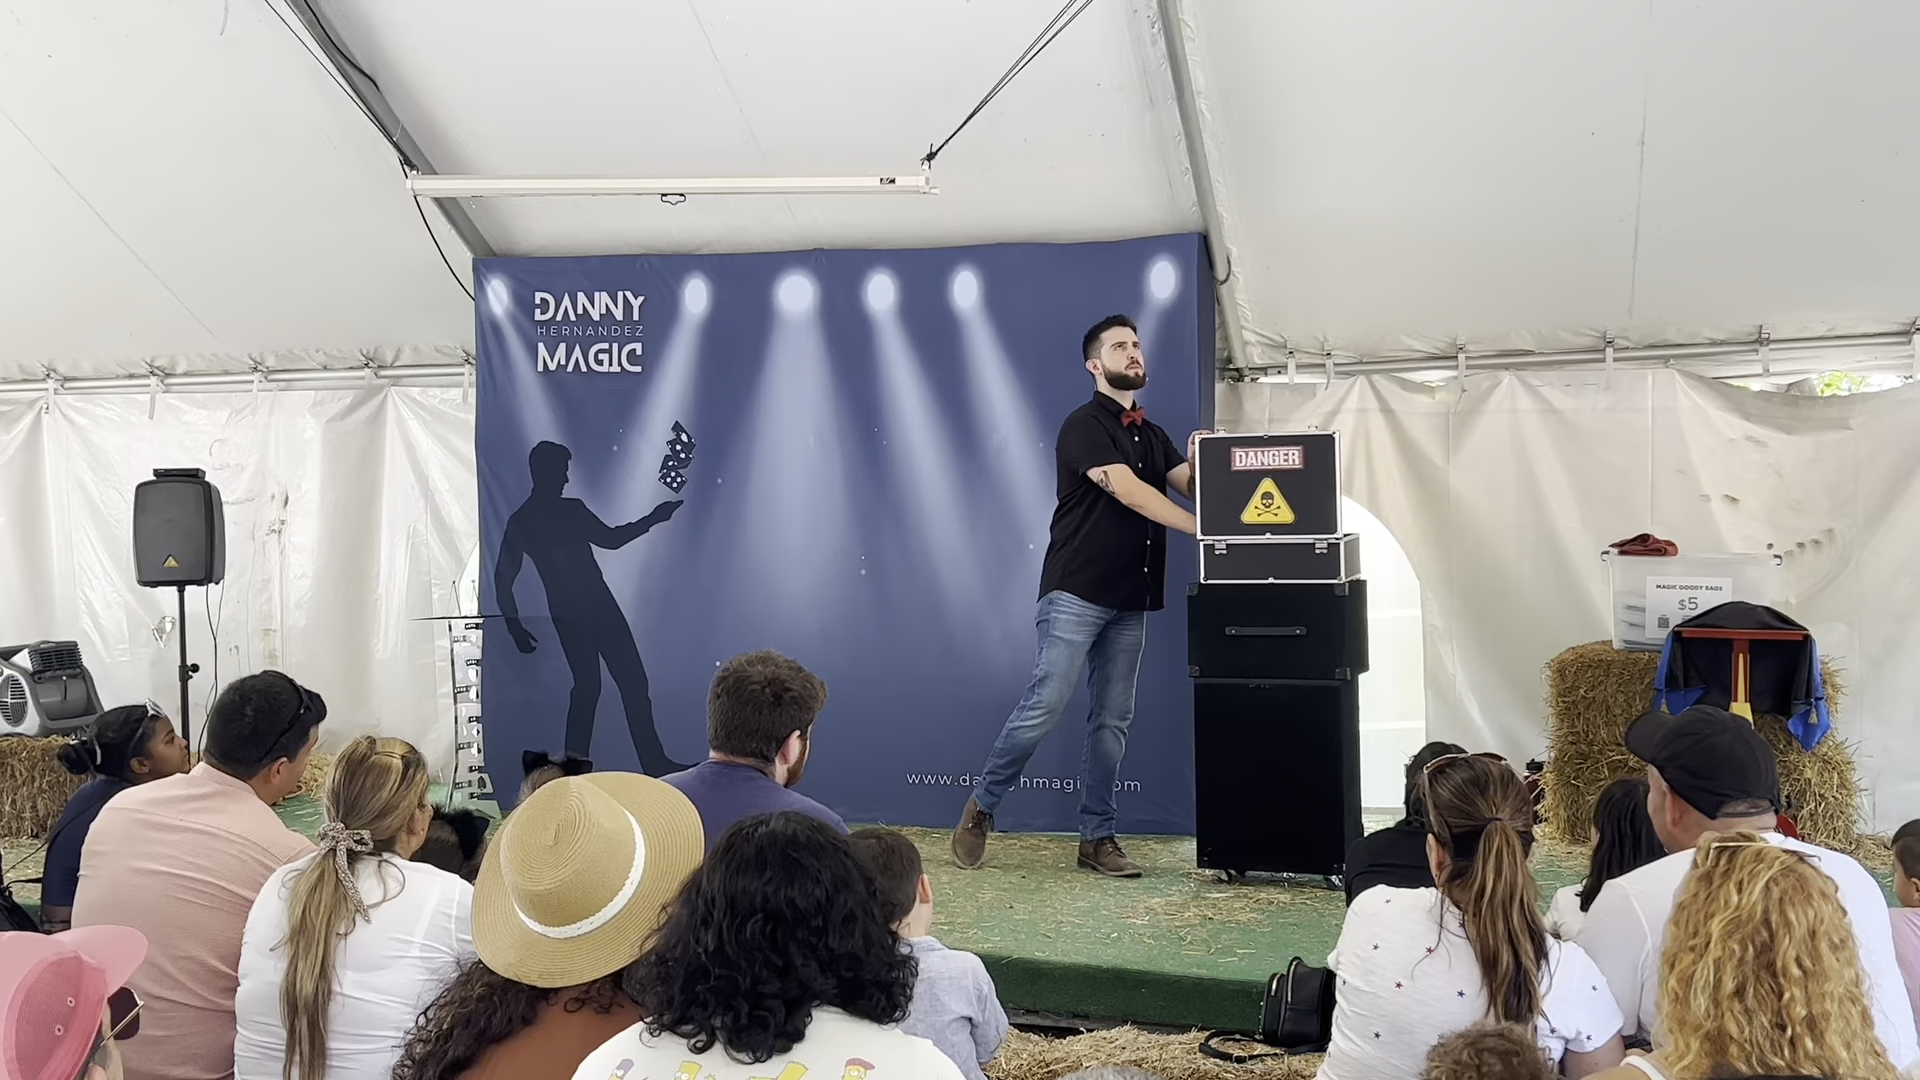 DANNY
HERNANDEZ
MAGIC
DANGER
MAGIC GOODY BAGS
$5